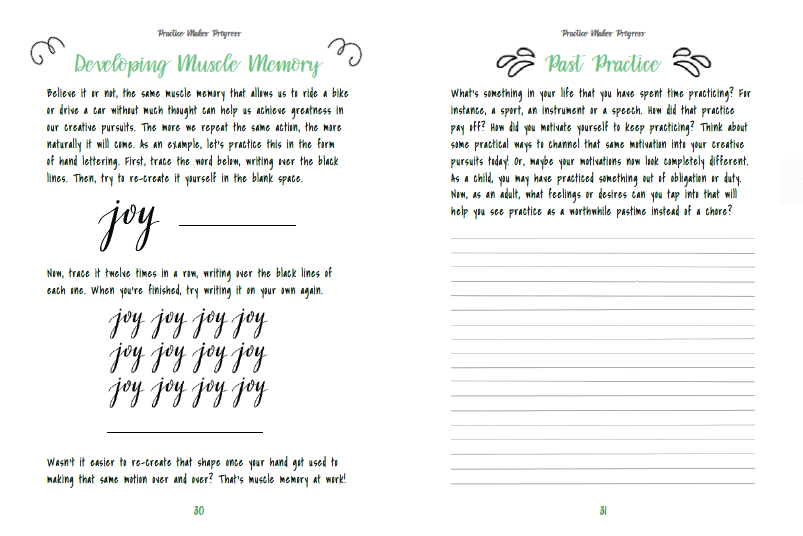 Practice Makes Progress
Developing Muscle Memory
Believe it or not, the same muscle memory that allows us to ride a bike
or drive a car without much thought can help us achieve greatness in
our creative pursuits. The more we repeat the same action, the more
naturally it will come. As an example, let's practice this in the form
of hand lettering. First, trace the word below, writing over the black
lines. Then, try to re-create it yourself in the blank space.
joy
Now, trace it twelve times in a row, writing over the black lines of
each one. When you're finished, try writing it on your own again.
joy joy joy joy
joy joy joy joy
joy joy joy joy
Wasn't it easier to re-create that shape once your hand got used to
making that same motion over and over? That's muscle memory at work!
30
Practice Makes Progress
Past Practice
What's something in your life that you have spent time practicing? For
instance, a sport, an instrument or a speech. How did that practice
pay off? How did you motivate yourself to keep practicing? Think about
some practical ways to channel that same motivation into your creative
pursuits today! Or, maybe your motivations now look completely different.
As a child, you may have practiced something out of obligation or duty.
Now, as an adult, what feelings or desires can you tap into that will
help you see practice as a worthwhile pastime instead of a chore?
31